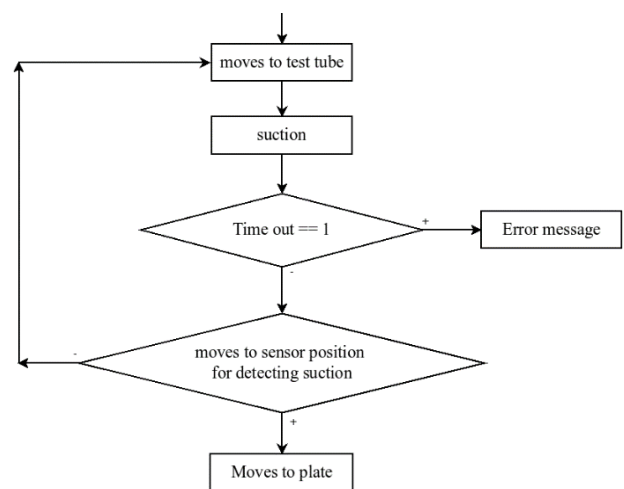 moves to test tube
suction
Time out == 1
+
Error message
-
moves to sensor position
for detecting suction
-
+
Moves to plate